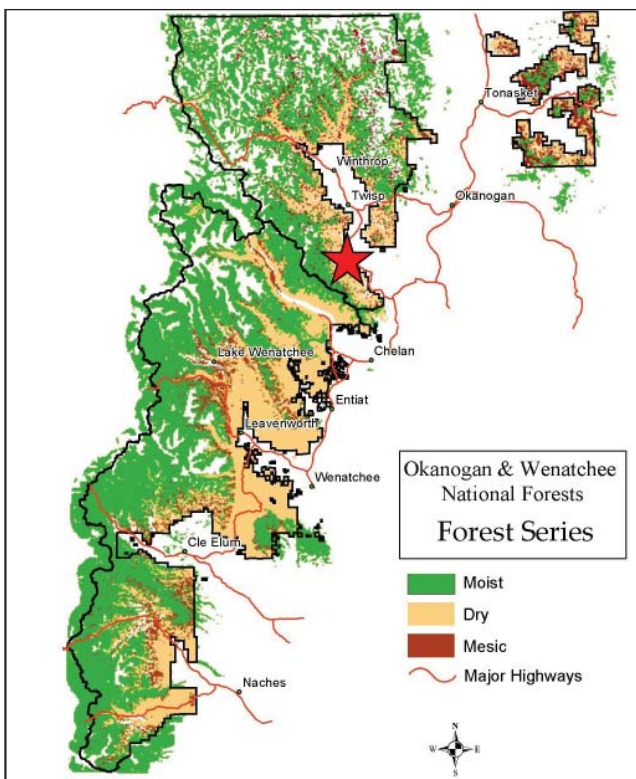 Tonasket
Winthrop
Twisp
Okanogan
Chelan
Lake Wenatchee
Entiat
Leavenworth
Wenatchee
Cle Elum
Naches
Okanogan & Wenatchee
National Forests
Forest Series
Moist
Dry
Mesic
Major Highways
N
W E
S